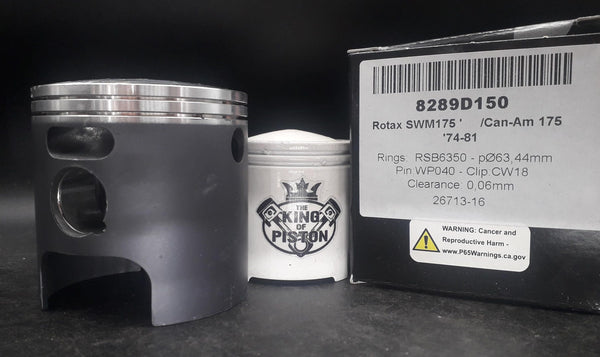 THE
KING
OF
PISTON
8289D150
Rotax SWM175 ' /Can-Am 175
'74-81
Rings: RSB6350 - pØ63,44mm
Pin:WP040 - Clip:CW18
Clearance 0,06mm
26713-16
WARNING: Cancer and
Reproductive Harm -
www.P65Warnings.ca.gov